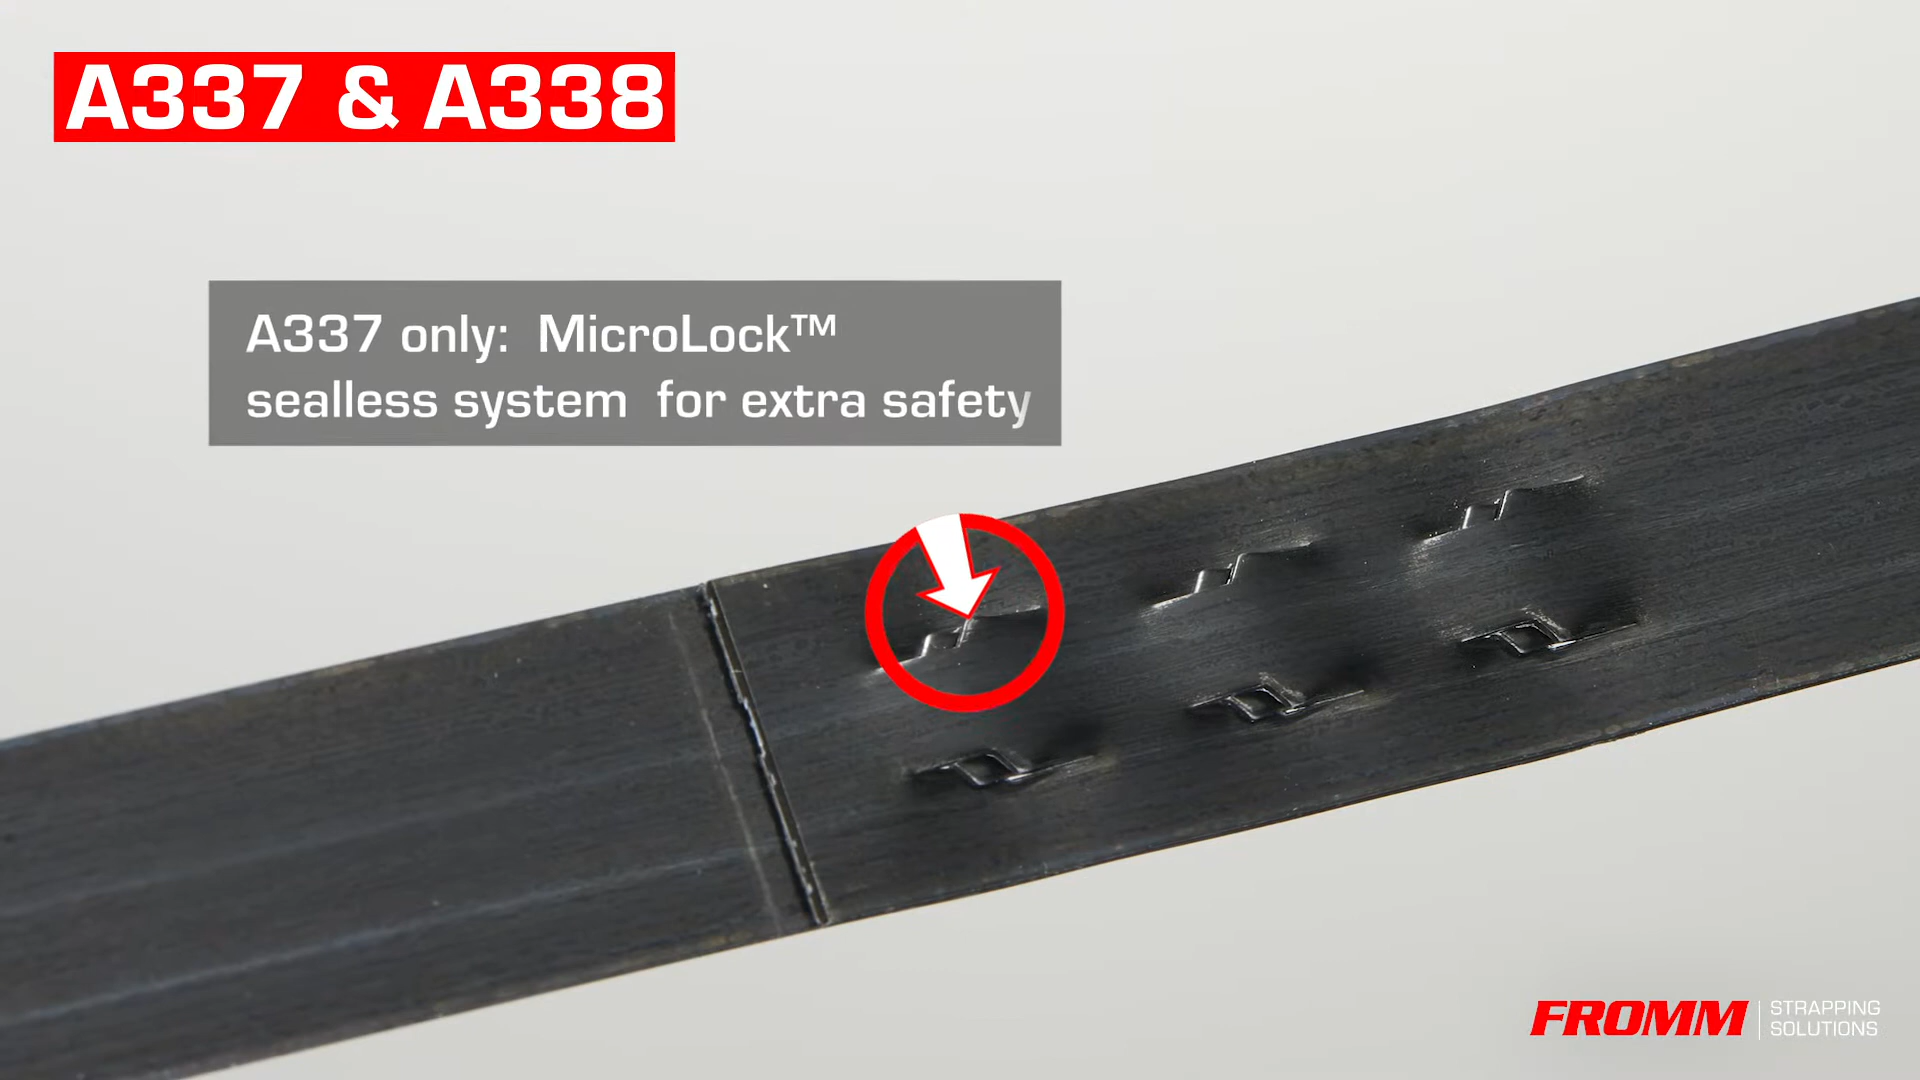 A337 & A338
A337 only: MicroLock™
sealless system for extra safety
FROMM
STRAPPING
SOLUTIONS